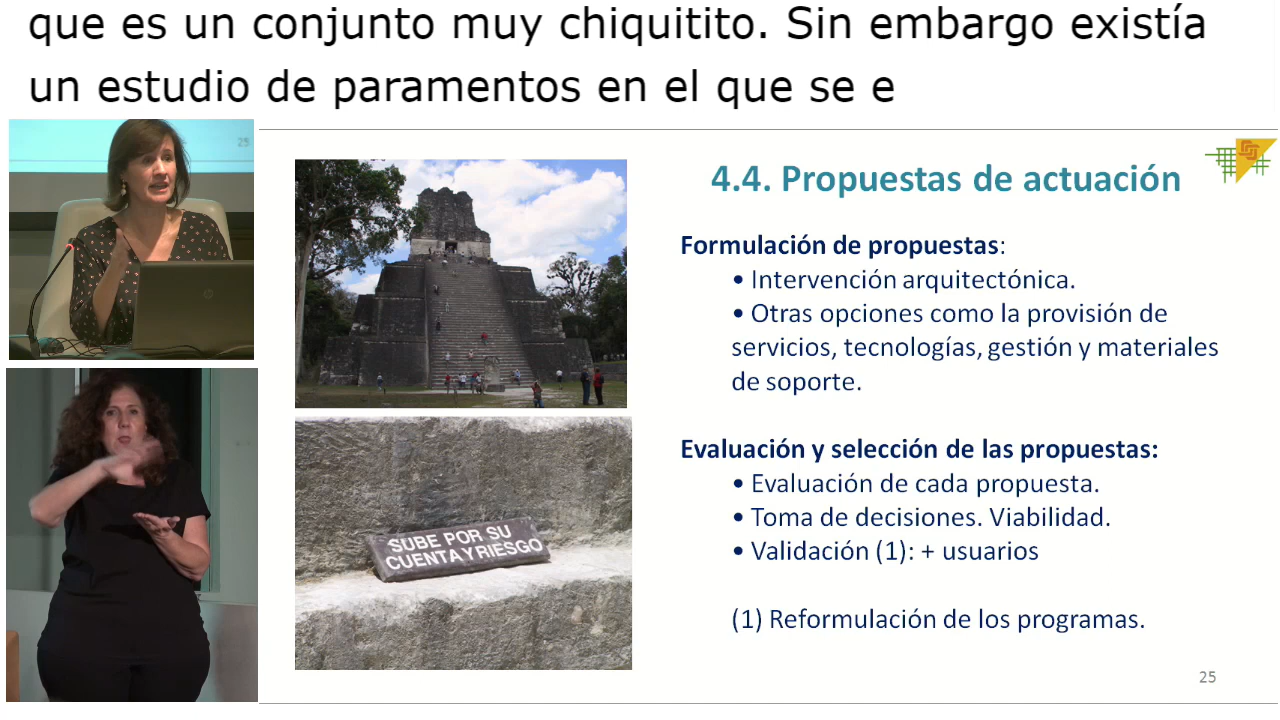 que es un conjunto muy chiquitito. Sin embargo existía
un estudio de paramentos en el que se e
25
4.4. Propuestas de actuación
Formulación de propuestas:
• Intervención arquitectónica.
• Otras opciones como la provisión de
servicios, tecnologías, gestión y materiales
de soporte.
SUBE POR SU
CUENTA Y RIESGO
Evaluación y selección de las propuestas:
• Evaluación de cada propuesta.
• Toma de decisiones. Viabilidad.
• Validación (1): + usuarios
(1) Reformulación de los programas.
25